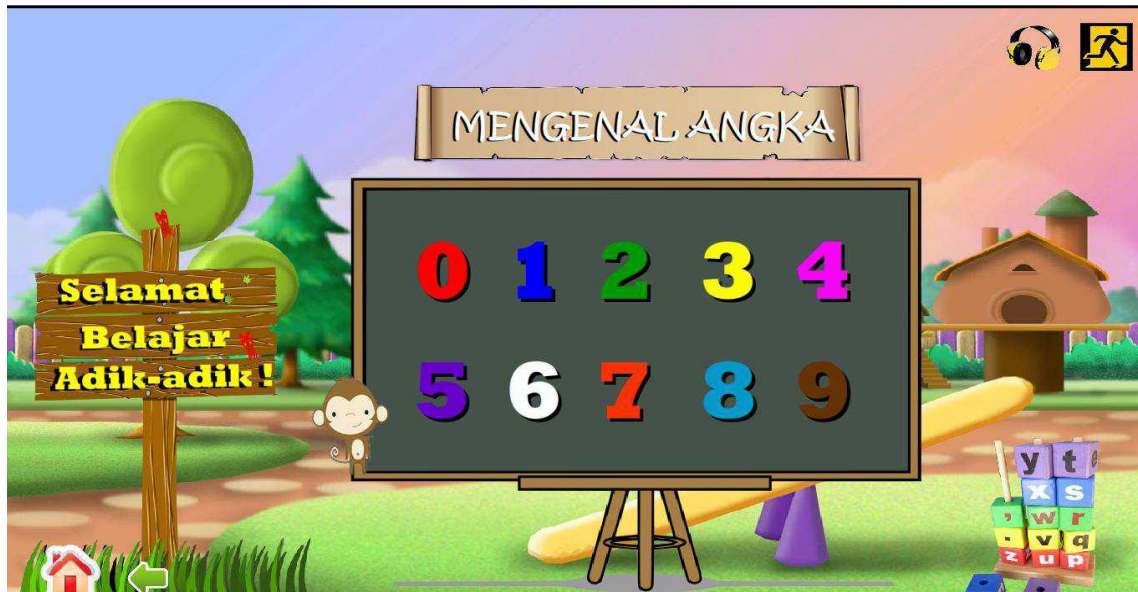 MENGENAL ANGKA
Selamat
Belajar
Adik-adik !
0 1 2 3 4
5 6 7 8 9
y t e
x s
, w r
. v q
z u p